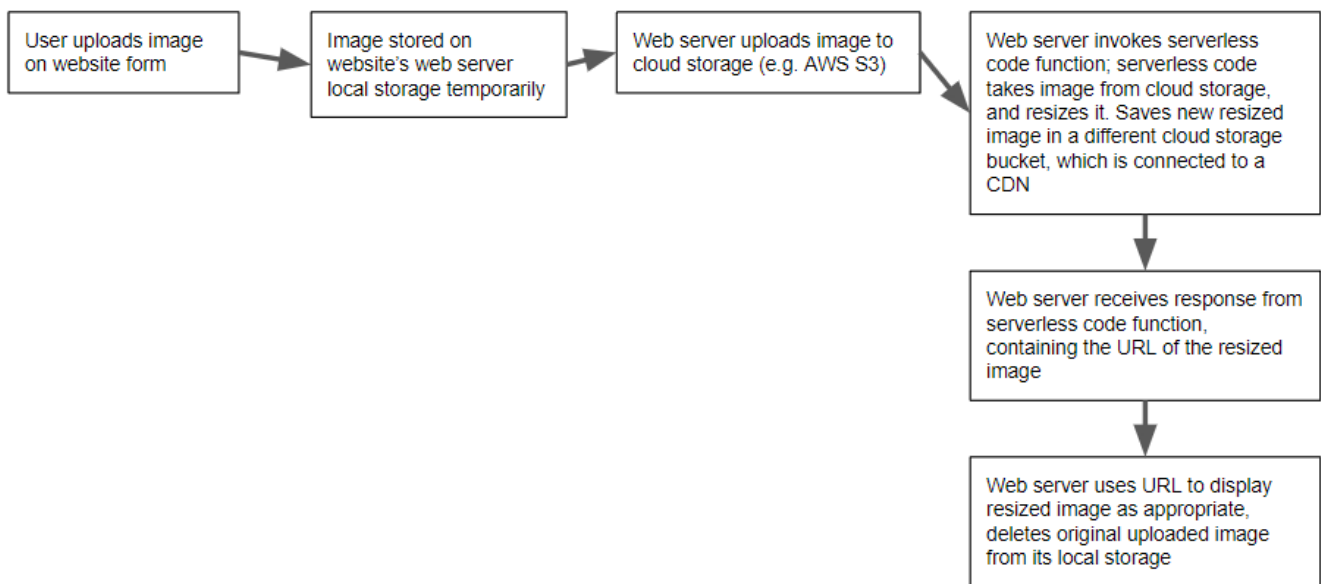 User uploads image
on website form
Image stored on
website's web server
local storage temporarily
Web server uploads image to
cloud storage (e.g. AWS S3)
Web server invokes serverless
code function; serverless code
takes image from cloud storage,
and resizes it. Saves new resized
image in a different cloud storage
bucket, which is connected to a
CDN
Web server receives response from
serverless code function,
containing the URL of the resized
image
Web server uses URL to display
resized image as appropriate,
deletes original uploaded image
from its local storage